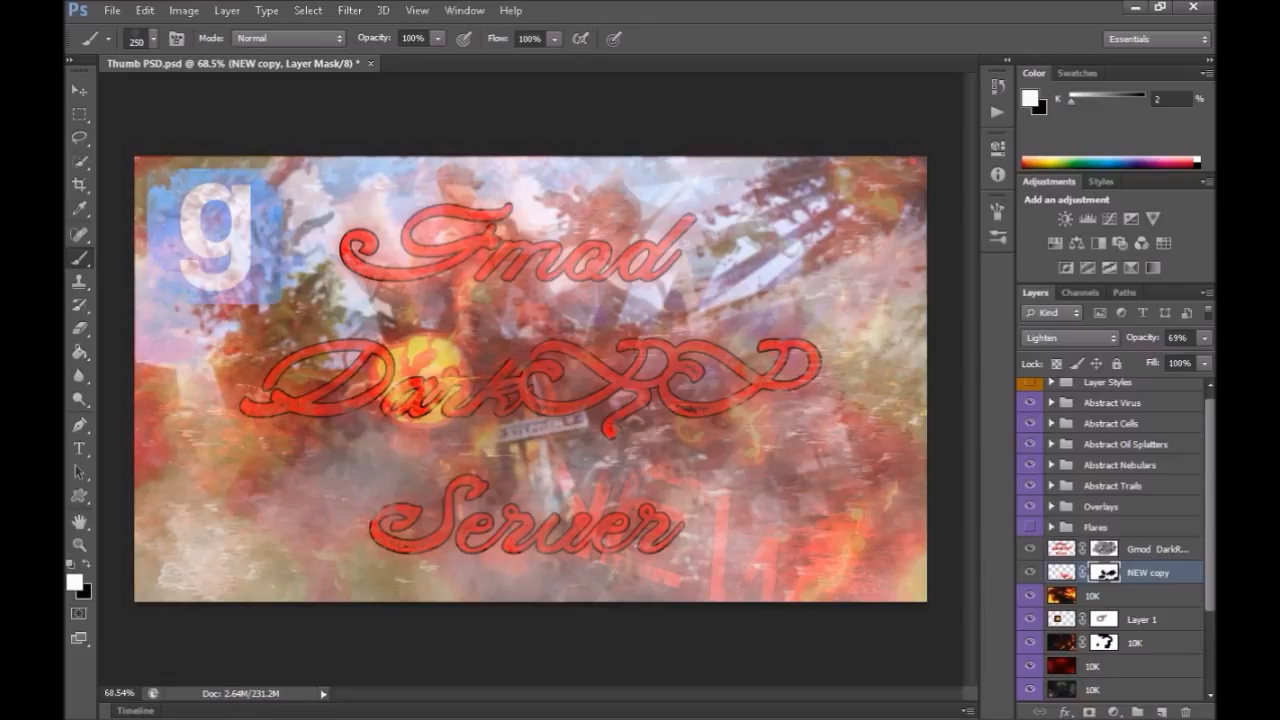 Ps File Edit Image Layer Type Select Filter 3D View Window Help
250 Mode: Normal Opacity: 100% Flow: 100% Essentials
Thumb PSD.psd @ 68.5% (NEW copy, Layer Mask/8) * ×
Color Swatches
K 2 %
Adjustments Styles
Add an adjustment
Layers Channels Paths
Kind
Lighten Opacity: 69%
Lock: Fill: 100%
Layer Styles
Abstract Virus
Abstract Cells
Abstract Oil Splatters
Abstract Nebulars
Abstract Trails
Overlays
Flares
Gmod DarkR...
NEW copy
10K
Layer 1
10K
10K
10K
g
Gmod
DarkRP
Server
68.54% Doc: 2.64M/231.2M
Timeline